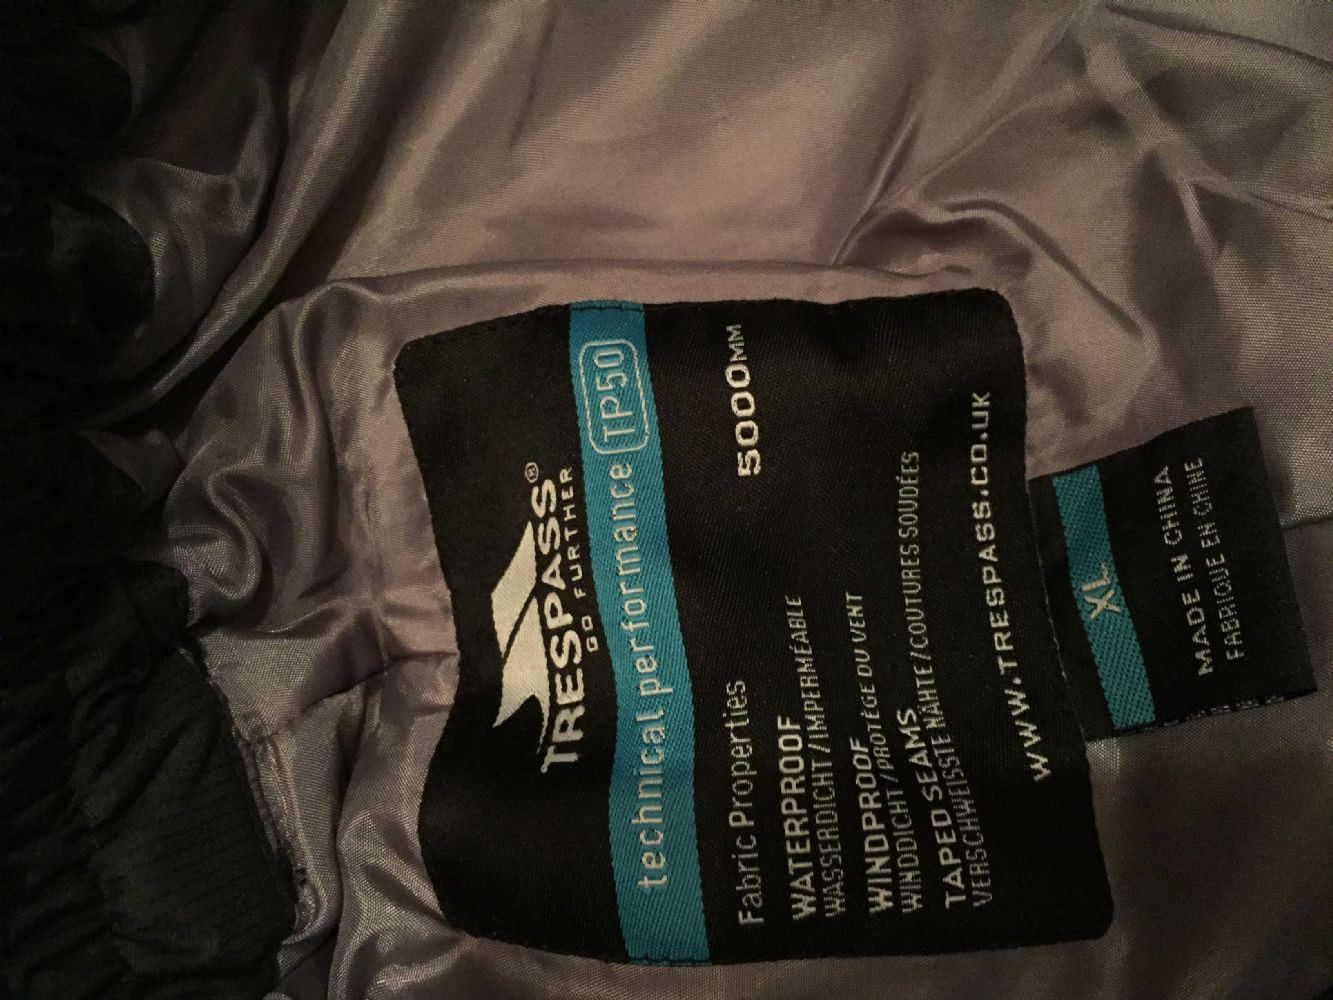 TRESPASS®
GO FURTHER
technical performance TP50
Fabric Properties 5000MM
WATERPROOF
WASSERDICHT/IMPERMÉABLE
WINDPROOF
WINDDICHT/PROTÈGE DU VENT
TAPED SEAMS
VERSCHWEISSTE NÄHTE/COUTURES SOUDÉES
WWW.TRESPASS.CO.UK
XL
MADE IN CHINA
FABRIQUE EN CHINE